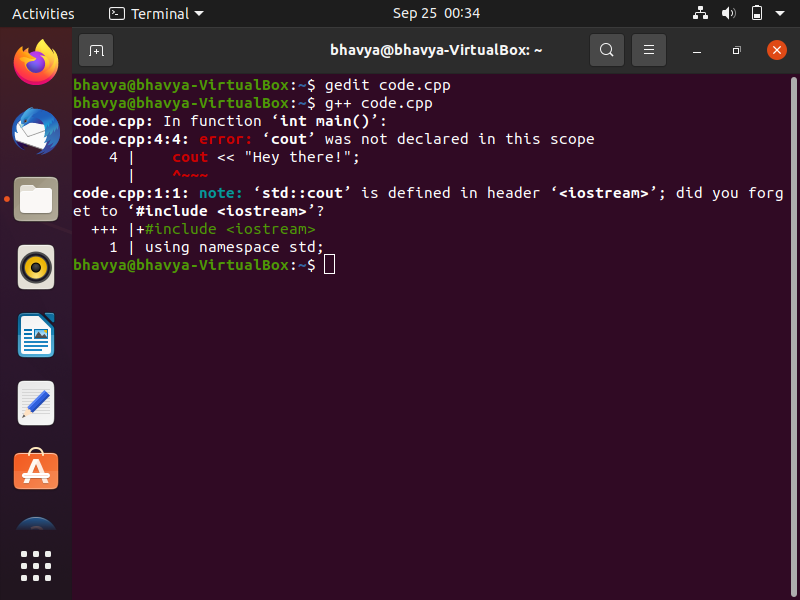 Activities Terminal Sep 25 00:34
bhavya@bhavya-VirtualBox: ~
bhavya@bhavya-VirtualBox:~$ gedit code.cpp
bhavya@bhavya-VirtualBox:~$ g++ code.cpp
code.cpp: In function ‘int main()’:
code.cpp:4:4: error: ‘cout’ was not declared in this scope
    4 |    cout << "Hey there!";
      |    ^~~~
code.cpp:1:1: note: ‘std::cout’ is defined in header ‘<iostream>’; did you forg
et to ‘#include <iostream>’?
  +++ |+#include <iostream>
    1 | using namespace std;
bhavya@bhavya-VirtualBox:~$